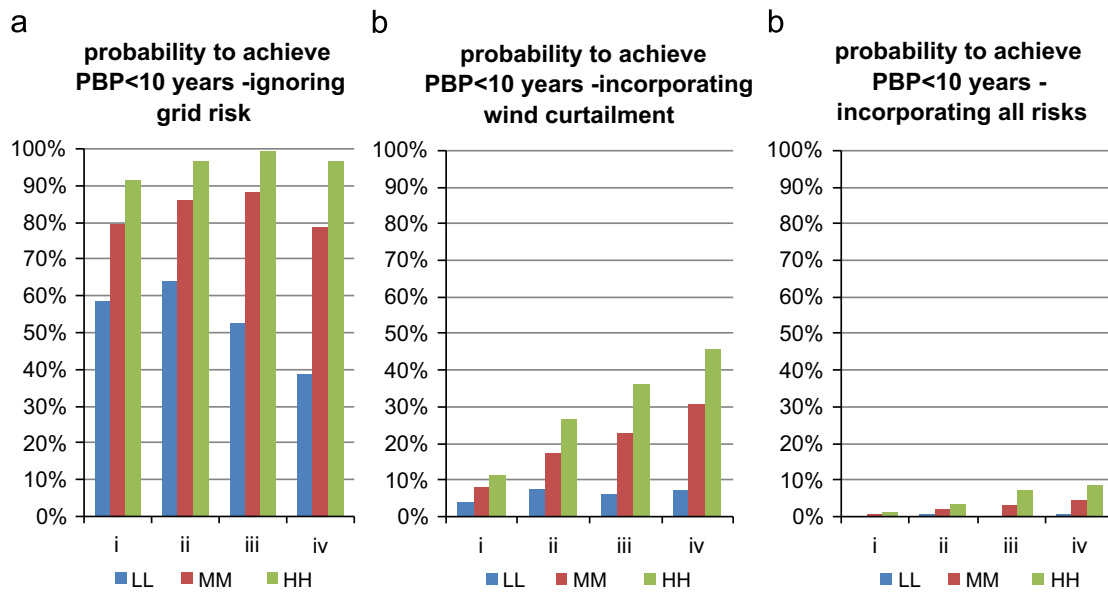 a
probability to achieve
PBP<10 years -ignoring
grid risk
100%
90%
80%
70%
60%
50%
40%
30%
20%
10%
0%
i ii iii iv
LL MM HH
b
probability to achieve
PBP<10 years -incorporating
wind curtailment
100%
90%
80%
70%
60%
50%
40%
30%
20%
10%
0%
i ii iii iv
LL MM HH
b
probability to achieve
PBP<10 years -
incorporating all risks
100%
90%
80%
70%
60%
50%
40%
30%
20%
10%
0%
i ii iii iv
LL MM HH